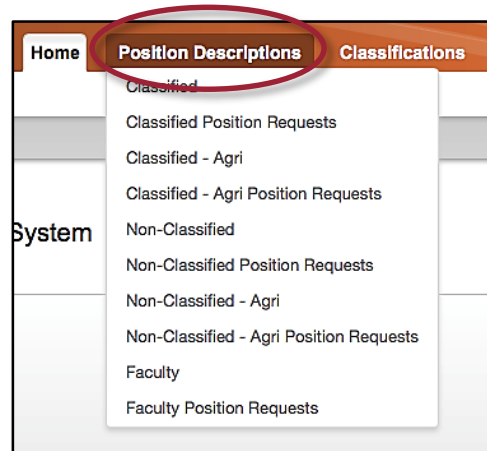 Home Position Descriptions Classifications
Classified
Classified Position Requests
Classified - Agri
Classified - Agri Position Requests
System
Non-Classified
Non-Classified Position Requests
Non-Classified - Agri
Non-Classified - Agri Position Requests
Faculty
Faculty Position Requests